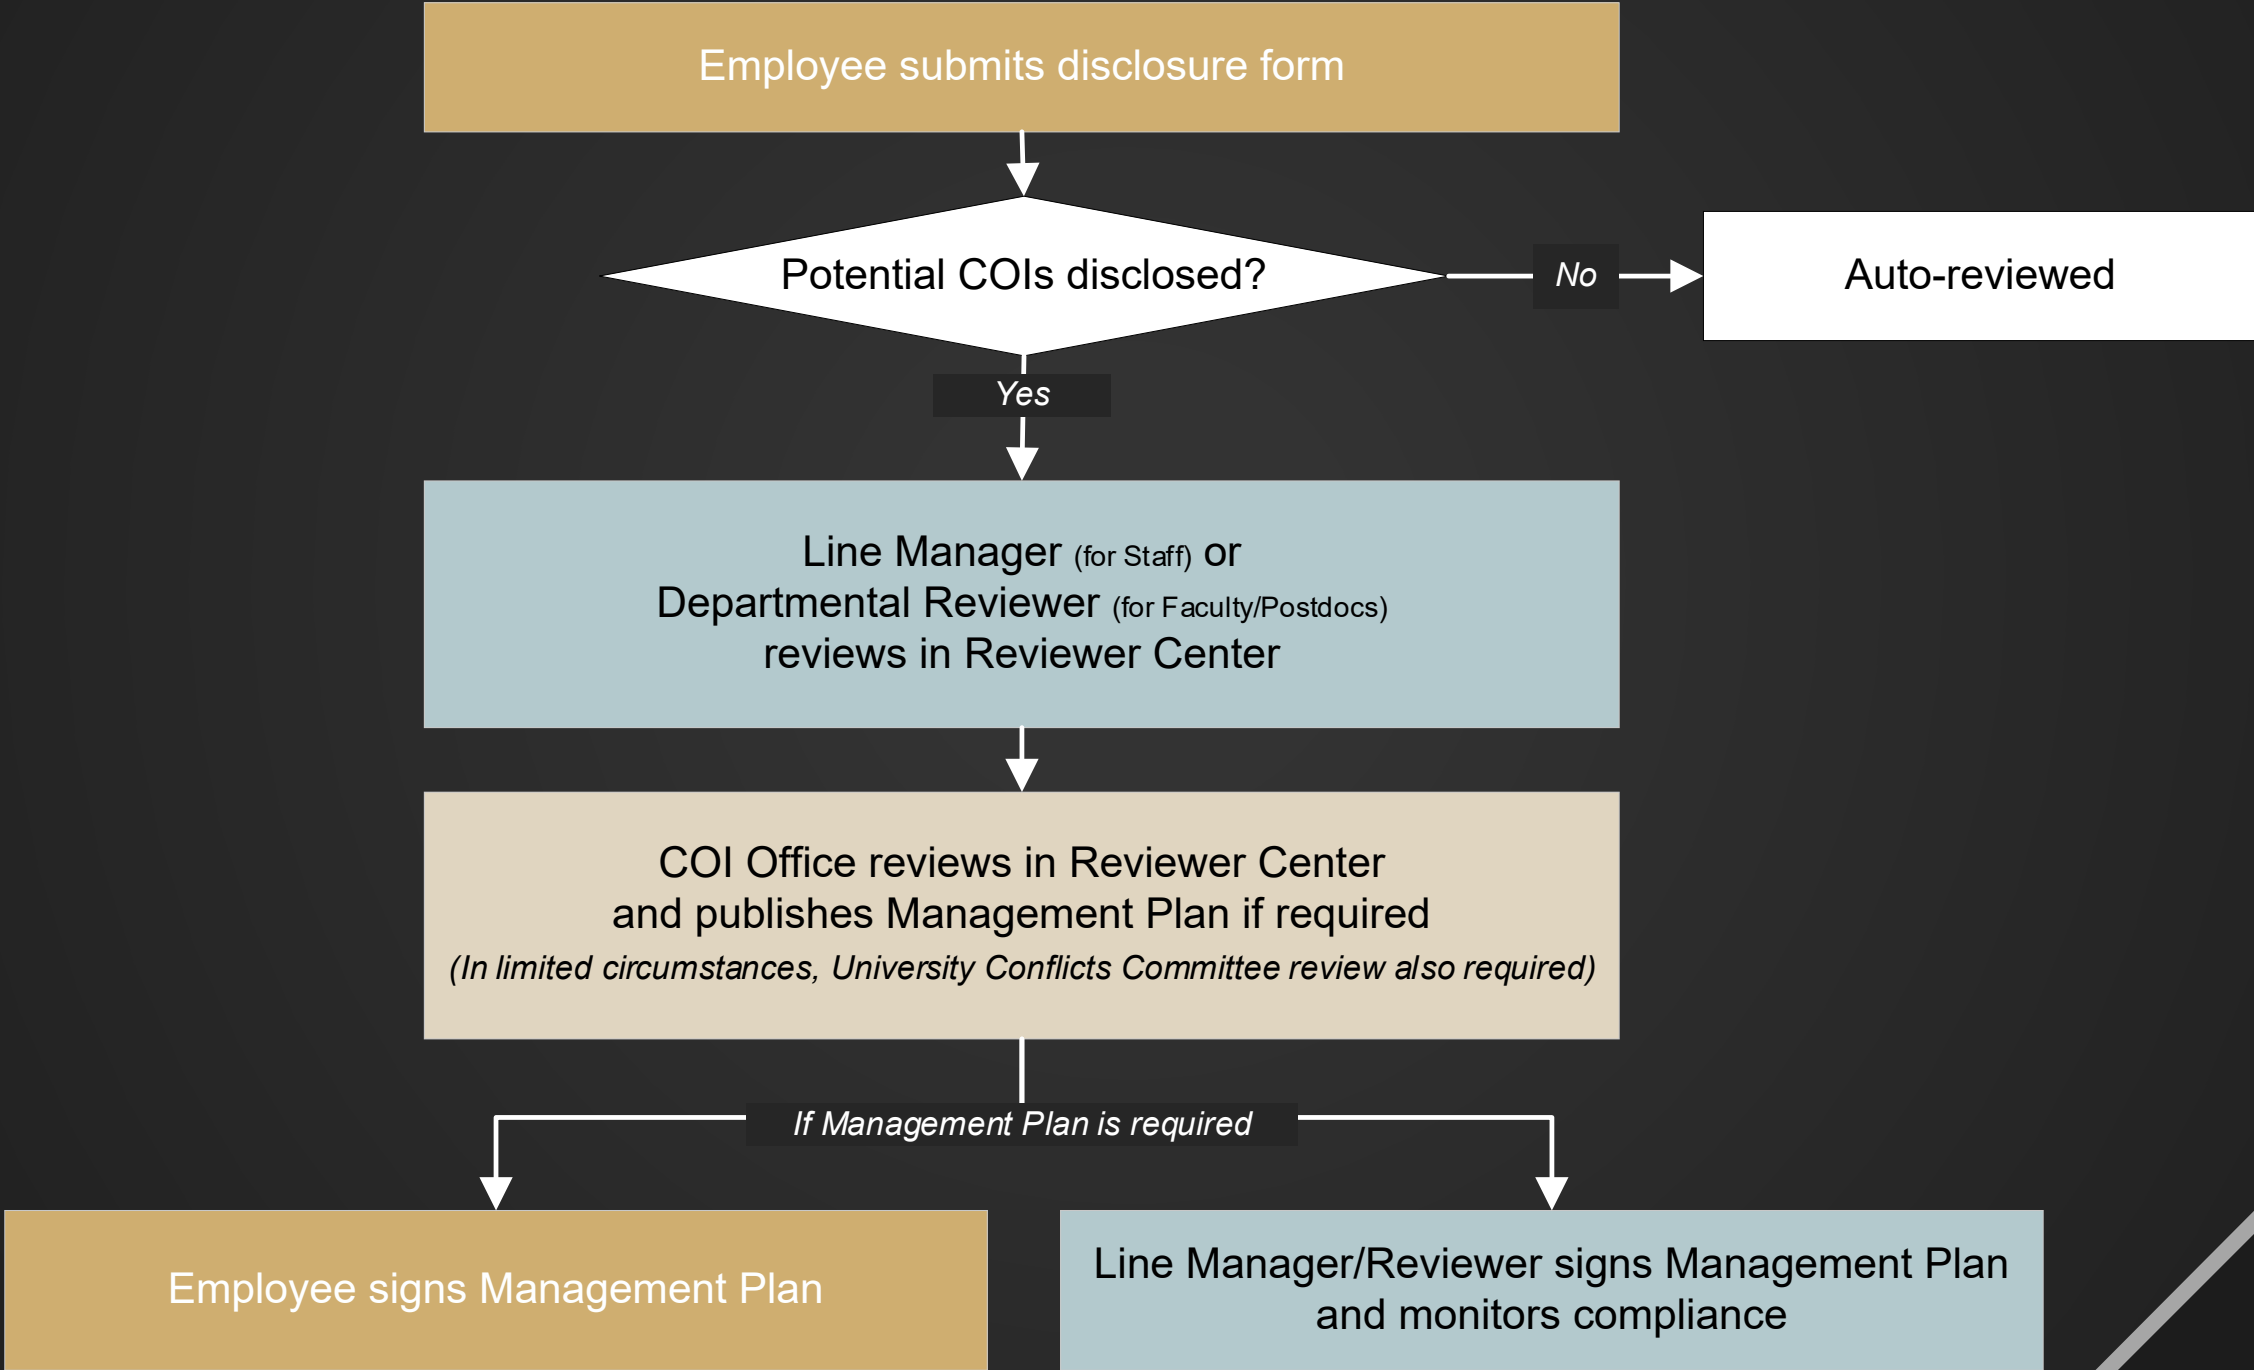 Employee submits disclosure form
Potential COIs disclosed?
No
Auto-reviewed
Yes
Line Manager (for Staff) or
Departmental Reviewer (for Faculty/Postdocs)
reviews in Reviewer Center
COI Office reviews in Reviewer Center
and publishes Management Plan if required
(In limited circumstances, University Conflicts Committee review also required)
If Management Plan is required
Employee signs Management Plan
Line Manager/Reviewer signs Management Plan
and monitors compliance